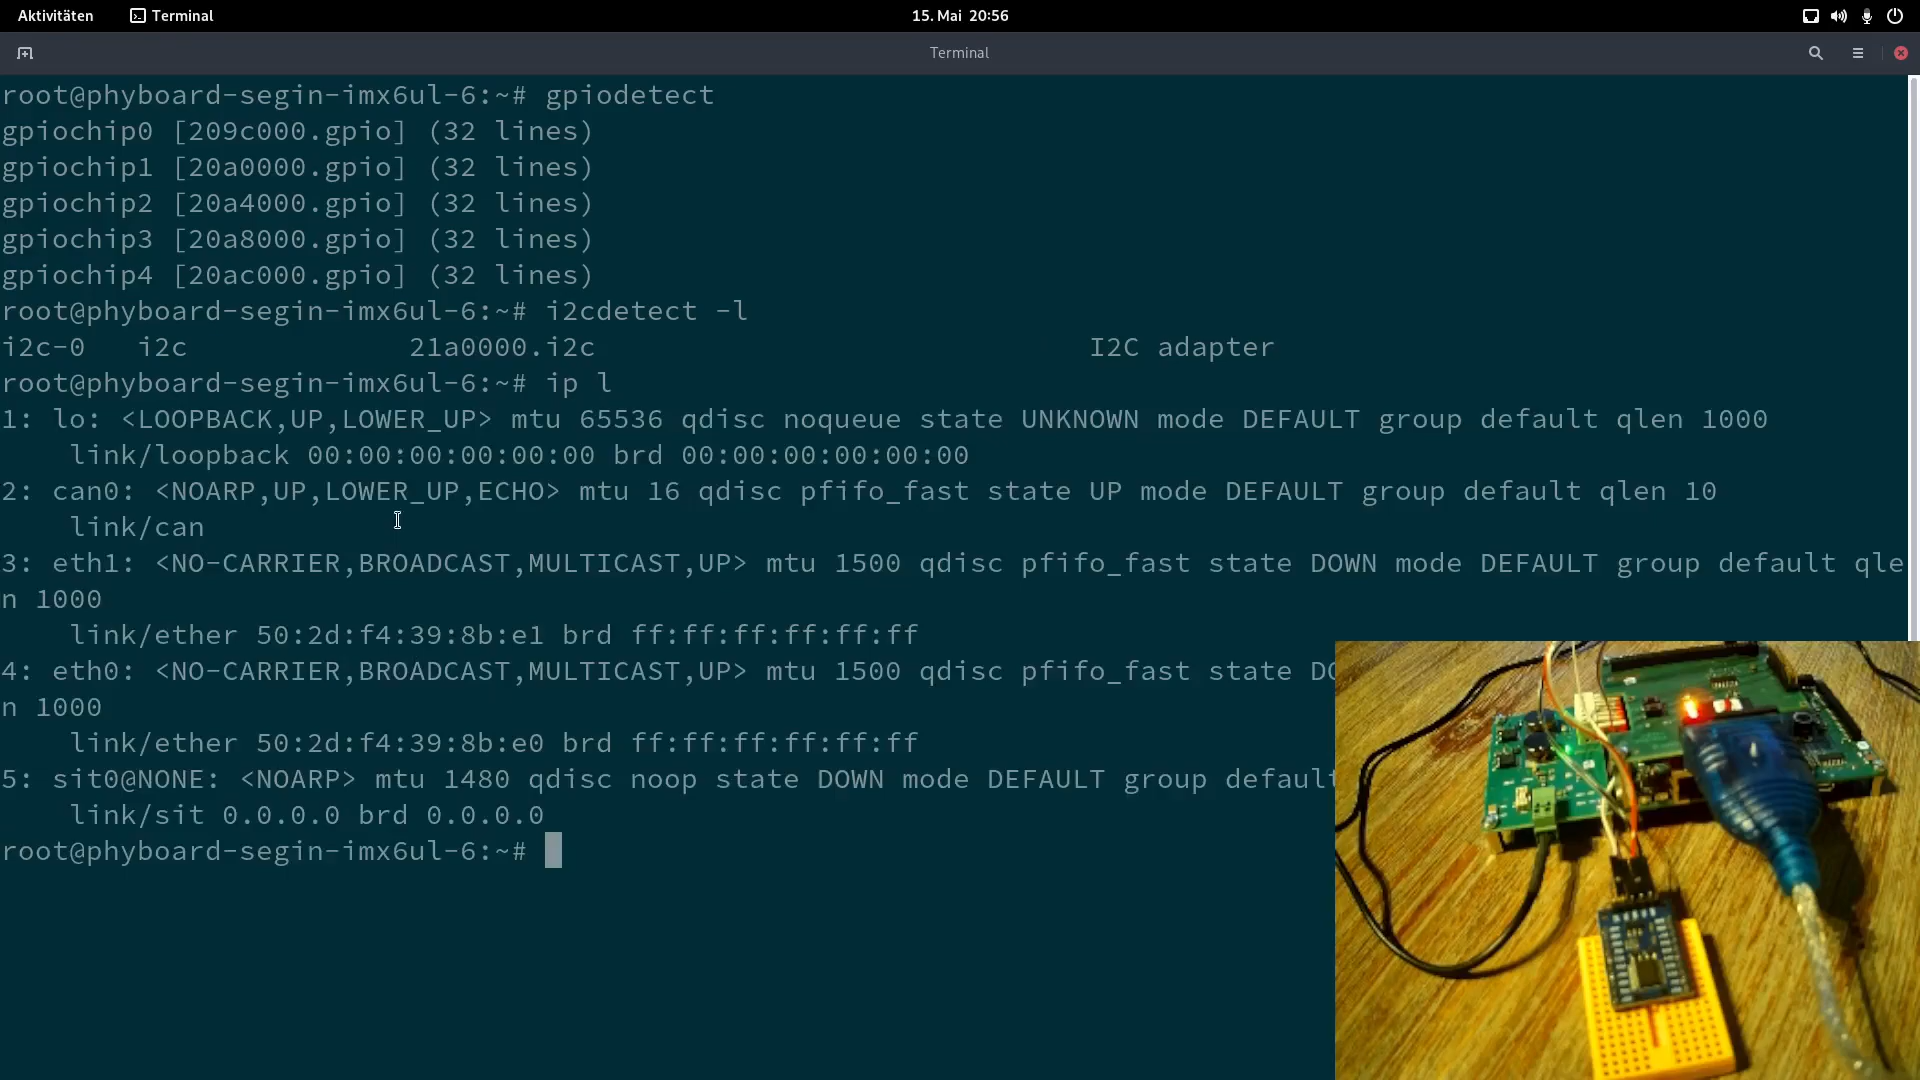 Aktivitäten Terminal 15. Mai 20:56
Terminal
root@phyboard-segin-imx6ul-6:~# gpiodetect
gpiochip0 [209c000.gpio] (32 lines)
gpiochip1 [20a0000.gpio] (32 lines)
gpiochip2 [20a4000.gpio] (32 lines)
gpiochip3 [20a8000.gpio] (32 lines)
gpiochip4 [20ac000.gpio] (32 lines)
root@phyboard-segin-imx6ul-6:~# i2cdetect -l
i2c-0 i2c 21a0000.i2c I2C adapter
root@phyboard-segin-imx6ul-6:~# ip l
1: lo: <LOOPBACK,UP,LOWER_UP> mtu 65536 qdisc noqueue state UNKNOWN mode DEFAULT group default qlen 1000
link/loopback 00:00:00:00:00:00 brd 00:00:00:00:00:00
2: can0: <NOARP,UP,LOWER_UP,ECHO> mtu 16 qdisc pfifo_fast state UP mode DEFAULT group default qlen 10
link/can
3: eth1: <NO-CARRIER,BROADCAST,MULTICAST,UP> mtu 1500 qdisc pfifo_fast state DOWN mode DEFAULT group default qle
n 1000
link/ether 50:2d:f4:39:8b:e1 brd ff:ff:ff:ff:ff:ff
4: eth0: <NO-CARRIER,BROADCAST,MULTICAST,UP> mtu 1500 qdisc pfifo_fast state DO
n 1000
link/ether 50:2d:f4:39:8b:e0 brd ff:ff:ff:ff:ff:ff
5: sit0@NONE: <NOARP> mtu 1480 qdisc noop state DOWN mode DEFAULT group default
link/sit 0.0.0.0 brd 0.0.0.0
root@phyboard-segin-imx6ul-6:~#